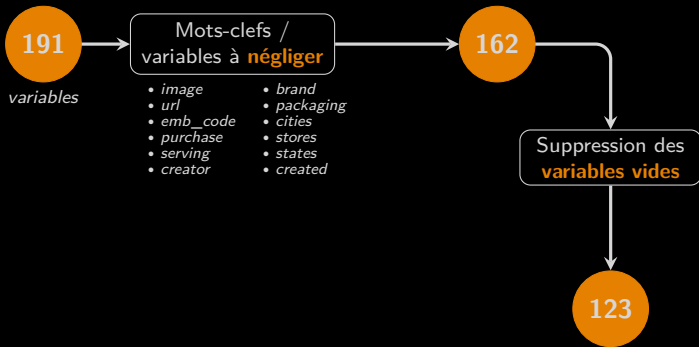 191
variables
Mots-clefs /
variables à négliger
• image
• url
• emb_code
• purchase
• serving
• creator
• brand
• packaging
• cities
• stores
• states
• created
162
Suppression des
variables vides
123